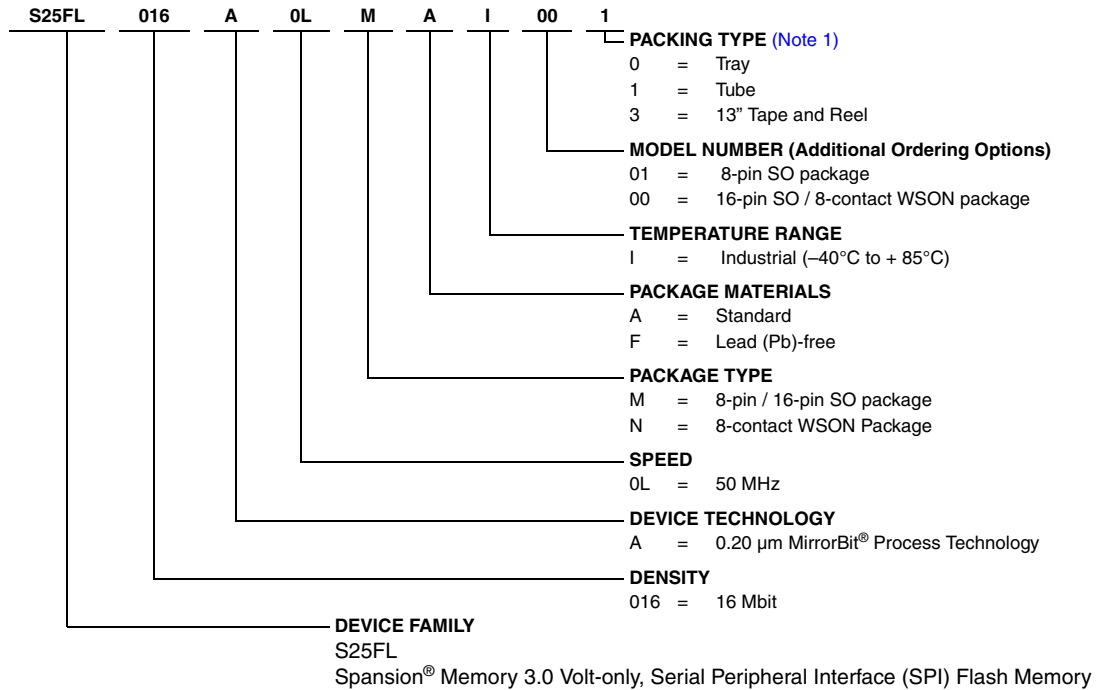 S25FL 016 A 0L M A I 00 1
PACKING TYPE (Note 1)
0 = Tray
1 = Tube
3 = 13” Tape and Reel
MODEL NUMBER (Additional Ordering Options)
01 = 8-pin SO package
00 = 16-pin SO / 8-contact WSON package
TEMPERATURE RANGE
I = Industrial (–40°C to + 85°C)
PACKAGE MATERIALS
A = Standard
F = Lead (Pb)-free
PACKAGE TYPE
M = 8-pin / 16-pin SO package
N = 8-contact WSON Package
SPEED
0L = 50 MHz
DEVICE TECHNOLOGY
A = 0.20 µm MirrorBit® Process Technology
DENSITY
016 = 16 Mbit
DEVICE FAMILY
S25FL
Spansion® Memory 3.0 Volt-only, Serial Peripheral Interface (SPI) Flash Memory